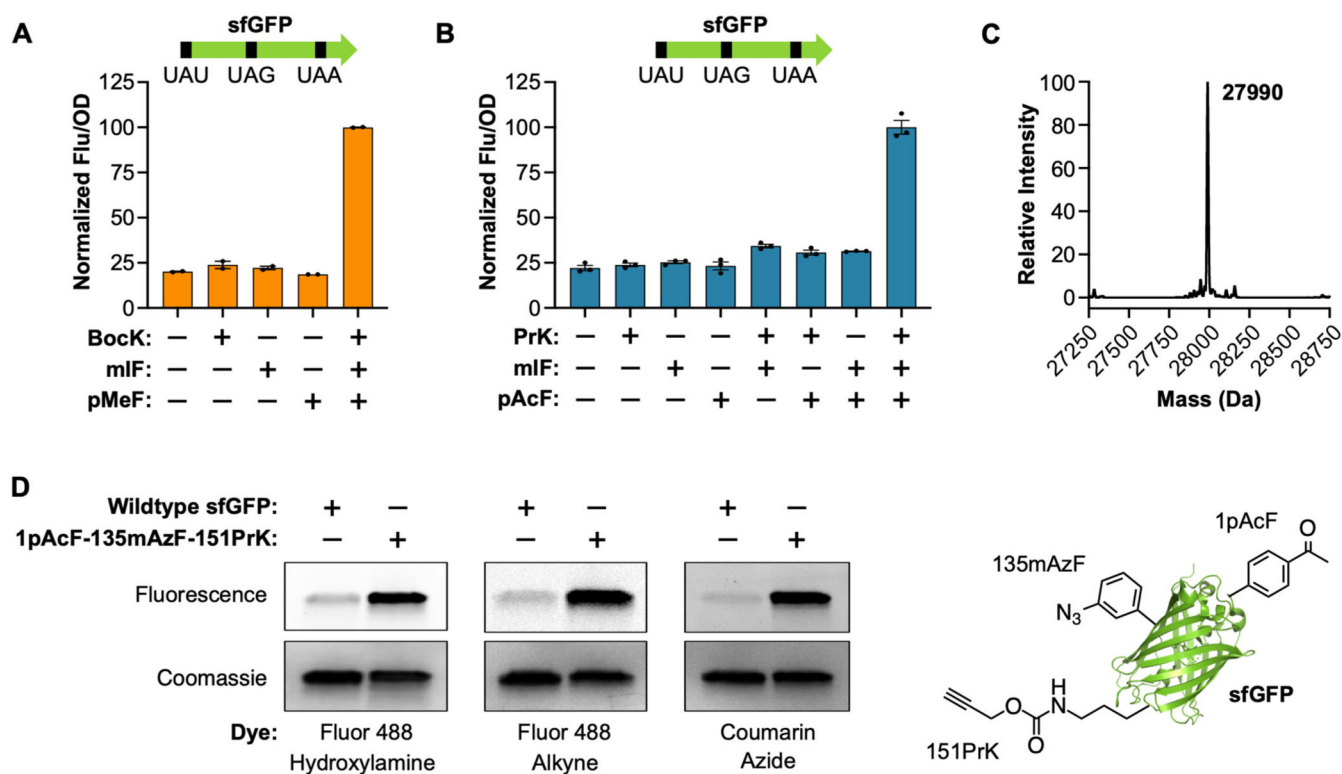 A
sfGFP
UAU UAG UAA
Normalized Flu/OD
125
100
75
50
25
0
BocK: − + − − +
mIF: − − + − +
pMeF: − − − + +
B
sfGFP
UAU UAG UAA
Normalized Flu/OD
125
100
75
50
25
0
PrK: − + − − + + − +
mIF: − − + − + − + +
pAcF: − − − + − + + +
C
27990
Relative Intensity
100
80
60
40
20
0
27250 27500 27750 28000 28250 28500 28750
Mass (Da)
D
Wildtype sfGFP: + − + − + −
1pAcF-135mAzF-151PrK: − + − + − +
Fluorescence
Coomassie
Dye: Fluor 488 Fluor 488 Coumarin
Hydroxylamine Alkyne Azide
1pAcF
O
135mAzF
N3
sfGFP
H
O N
O
151PrK